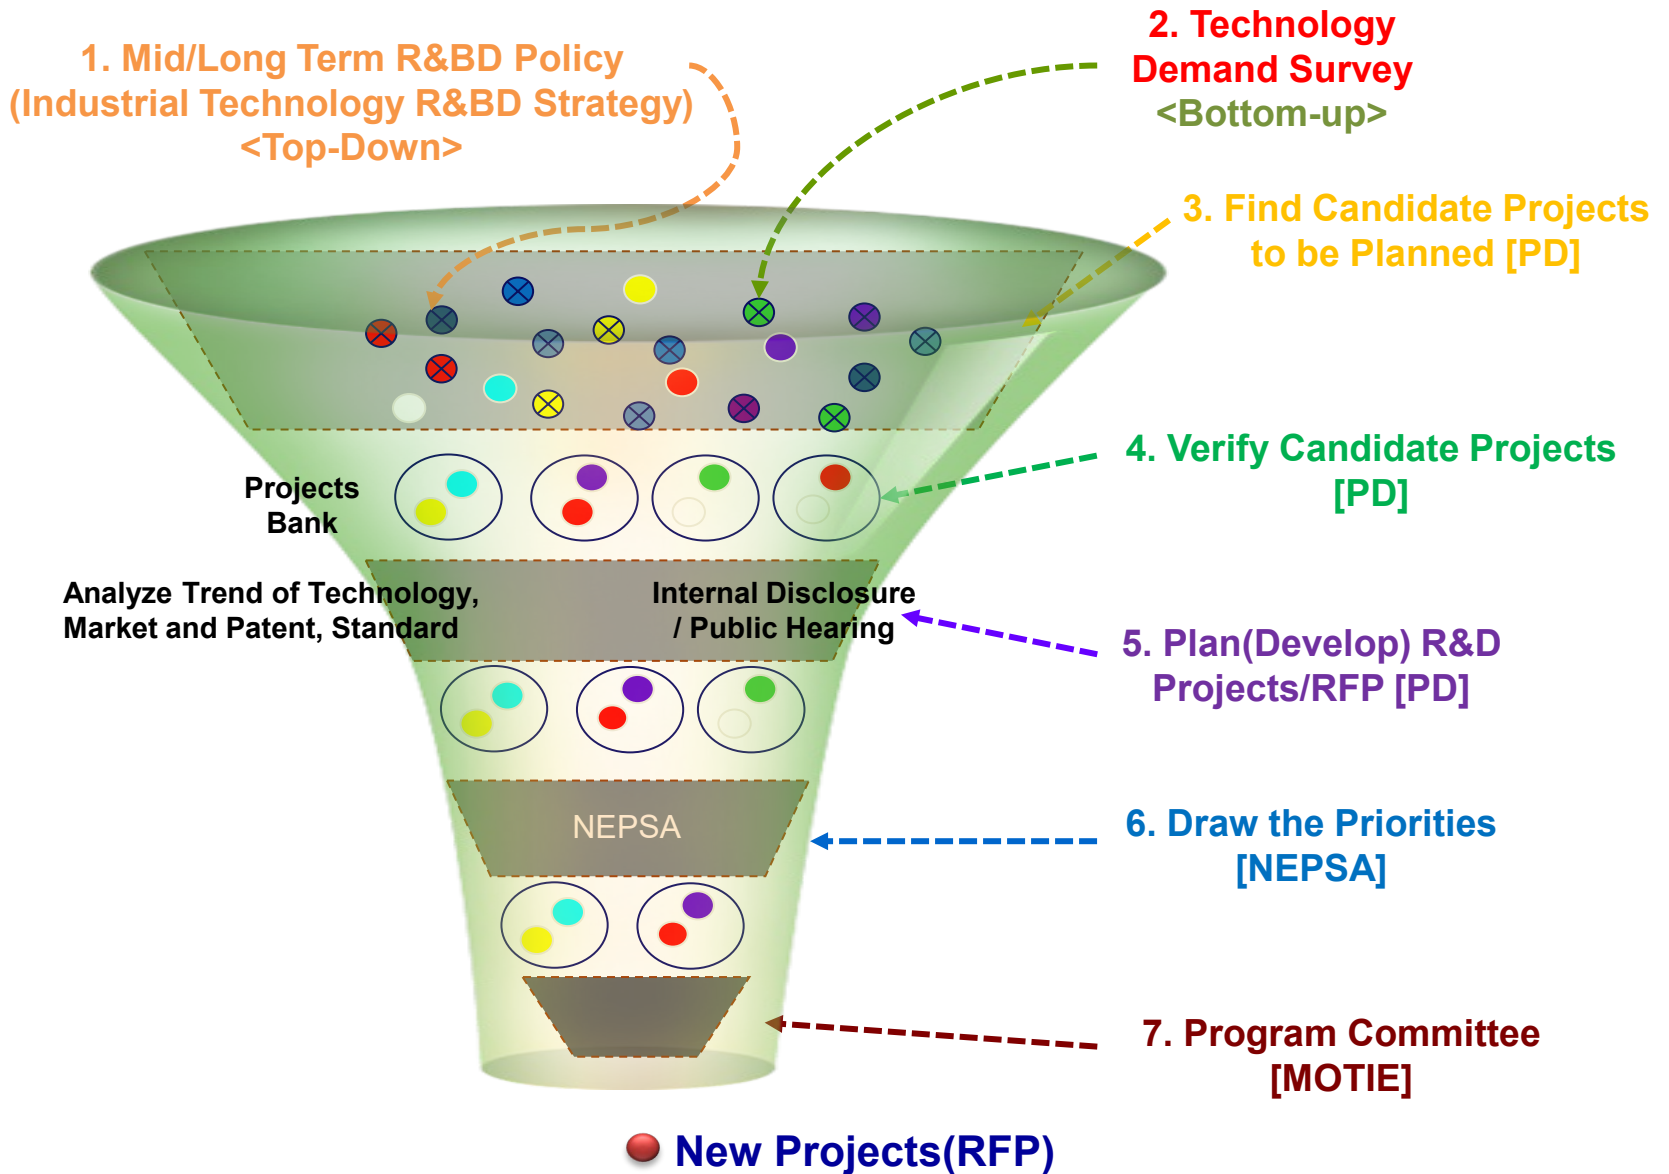 1. Mid/Long Term R&BD Policy
(Industrial Technology R&BD Strategy)
<Top-Down>
2. Technology
Demand Survey
<Bottom-up>
3. Find Candidate Projects
to be Planned [PD]
4. Verify Candidate Projects
[PD]
Projects
Bank
Analyze Trend of Technology,
Market and Patent, Standard
Internal Disclosure
/ Public Hearing
5. Plan(Develop) R&D
Projects/RFP [PD]
NEPSA
6. Draw the Priorities
[NEPSA]
7. Program Committee
[MOTIE]
New Projects(RFP)